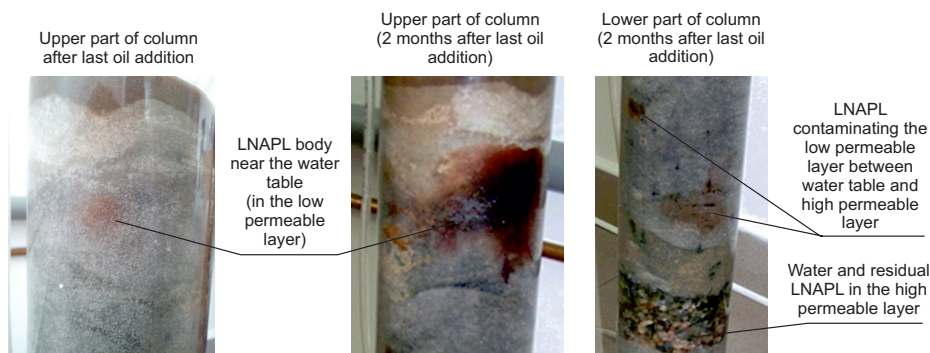 Upper part of column
after last oil addition
LNAPL body
near the water
table
(in the low
permeable
layer)
Upper part of column
(2 months after last oil
addition)
Lower part of column
(2 months after last oil
addition)
LNAPL
contaminating the
low permeable
layer between
water table and
high permeable
layer
Water and residual
LNAPL in the high
permeable layer